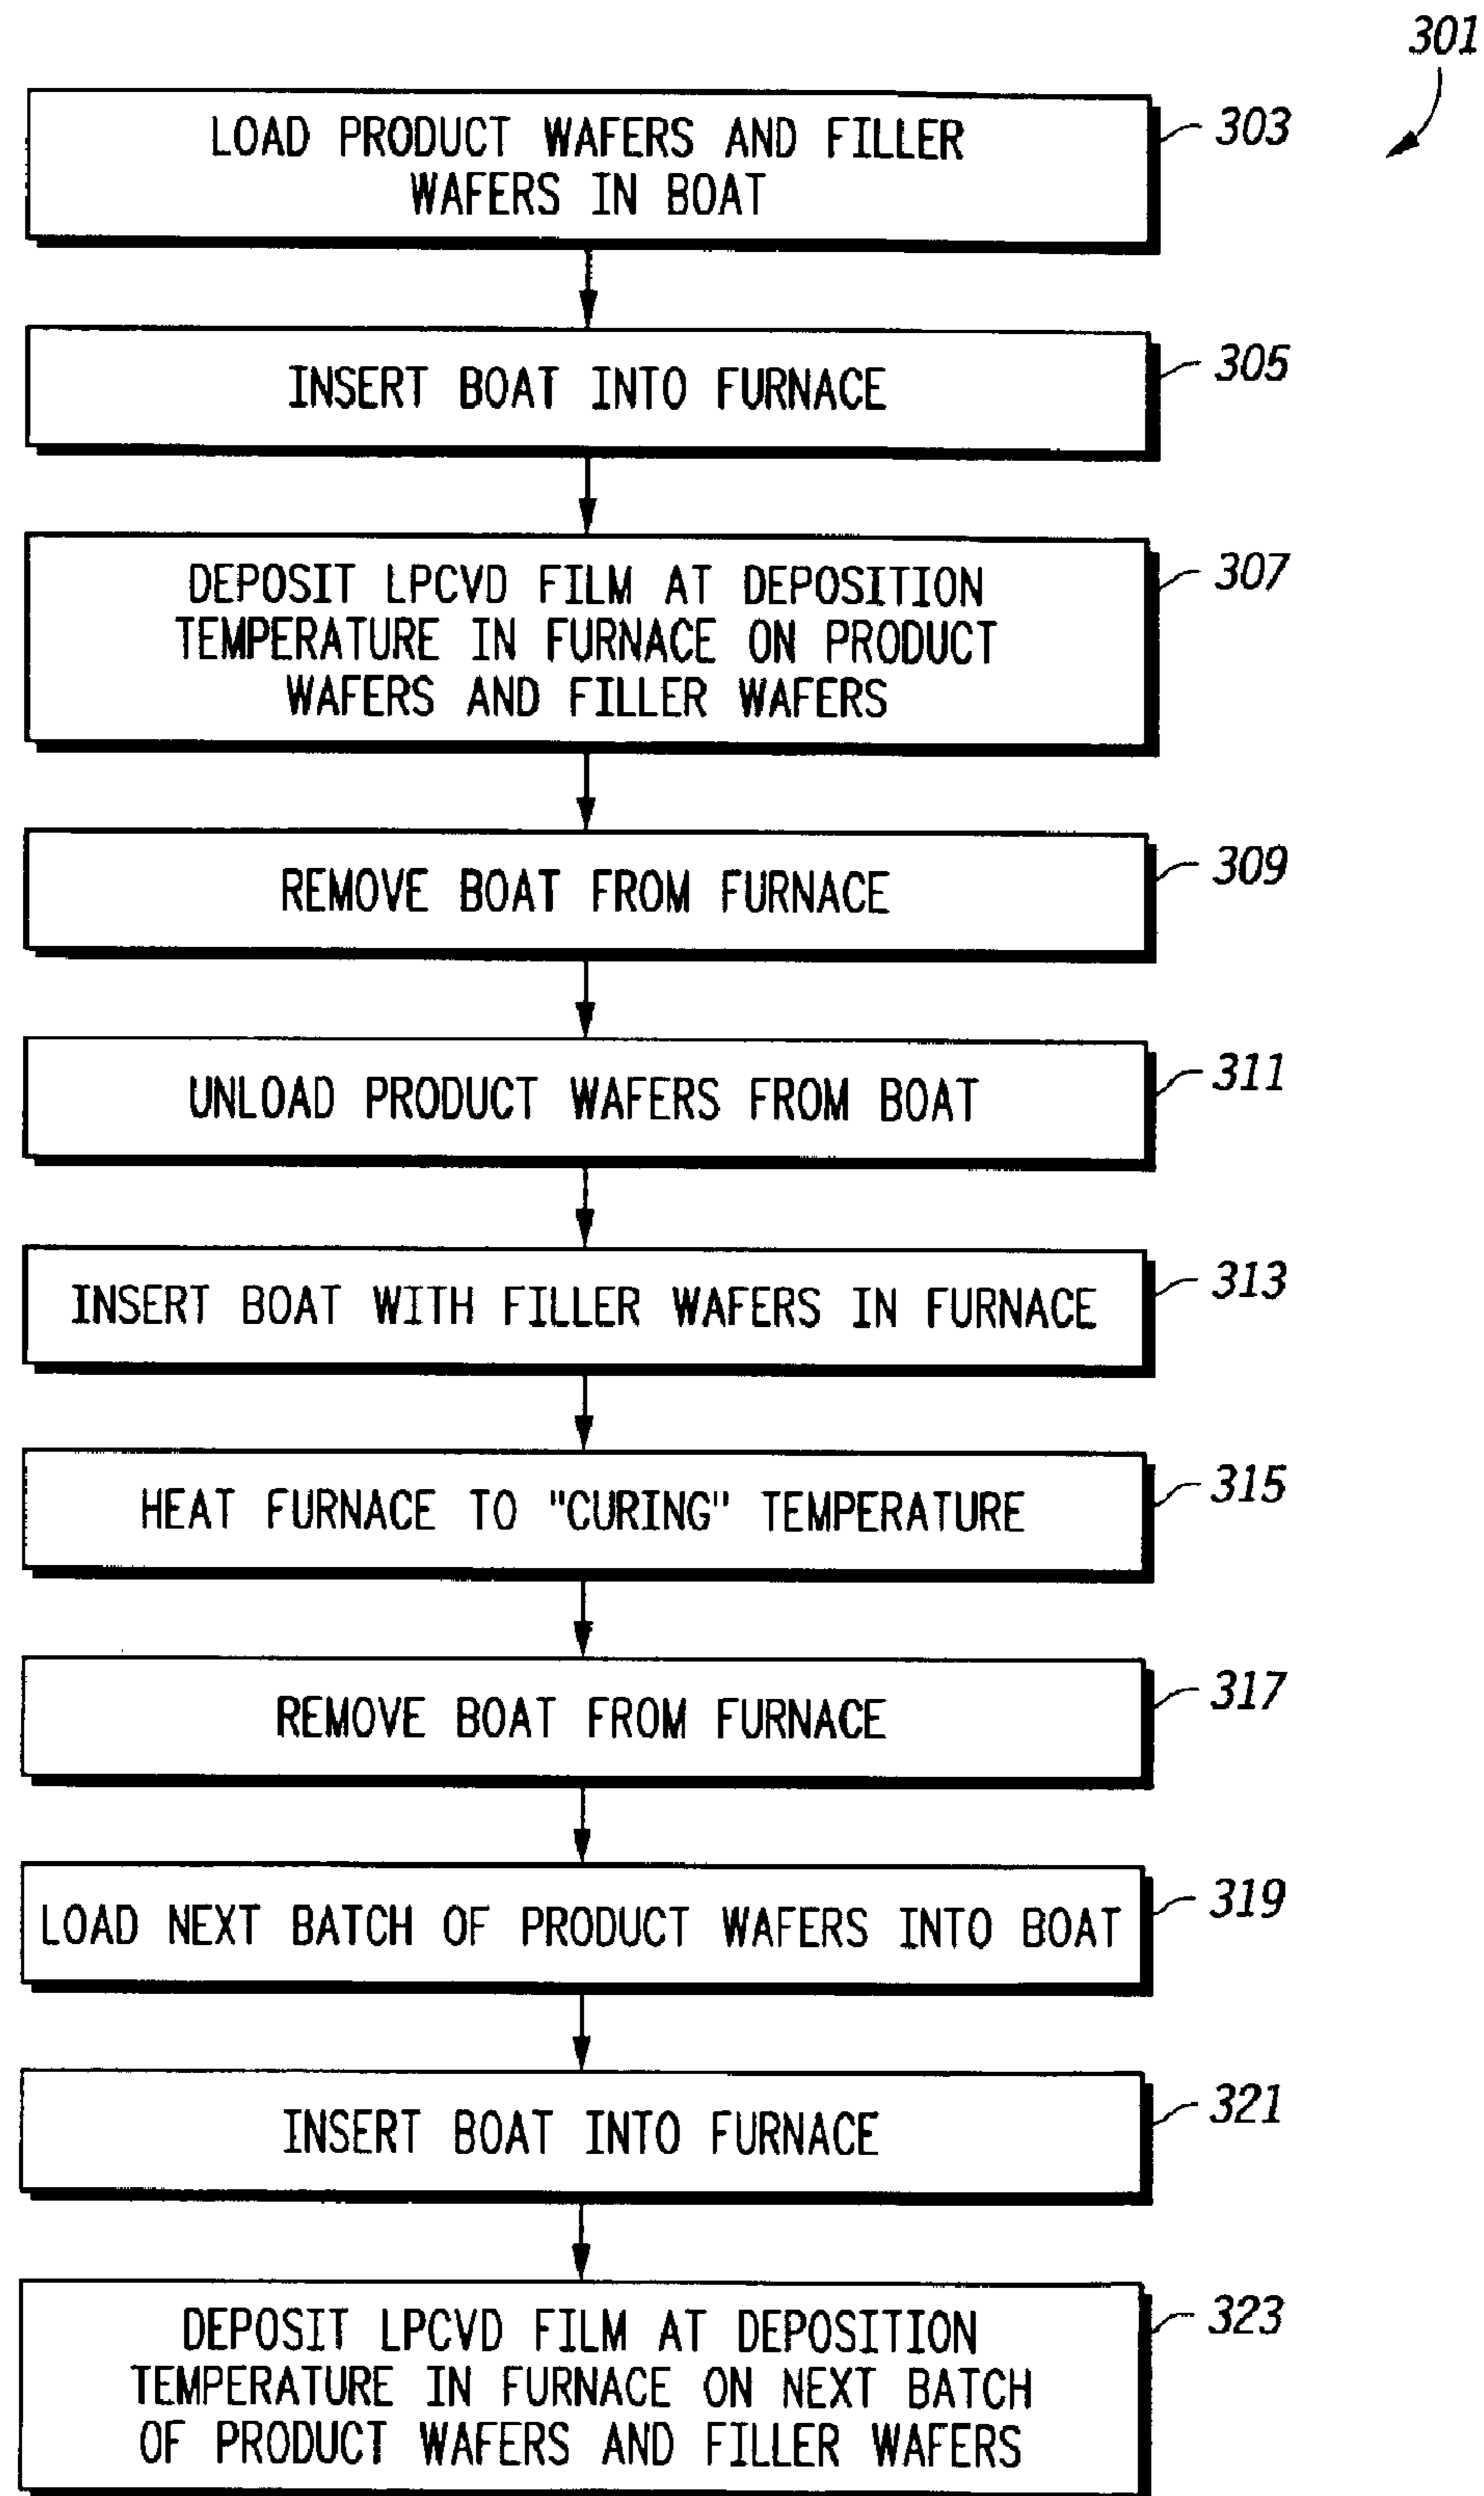 301
LOAD PRODUCT WAFERS AND FILLER
WAFERS IN BOAT
303
INSERT BOAT INTO FURNACE
305
DEPOSIT LPCVD FILM AT DEPOSITION
TEMPERATURE IN FURNACE ON PRODUCT
WAFERS AND FILLER WAFERS
307
REMOVE BOAT FROM FURNACE
309
UNLOAD PRODUCT WAFERS FROM BOAT
311
INSERT BOAT WITH FILLER WAFERS IN FURNACE
313
HEAT FURNACE TO "CURING" TEMPERATURE
315
REMOVE BOAT FROM FURNACE
317
LOAD NEXT BATCH OF PRODUCT WAFERS INTO BOAT
319
INSERT BOAT INTO FURNACE
321
DEPOSIT LPCVD FILM AT DEPOSITION
TEMPERATURE IN FURNACE ON NEXT BATCH
OF PRODUCT WAFERS AND FILLER WAFERS
323